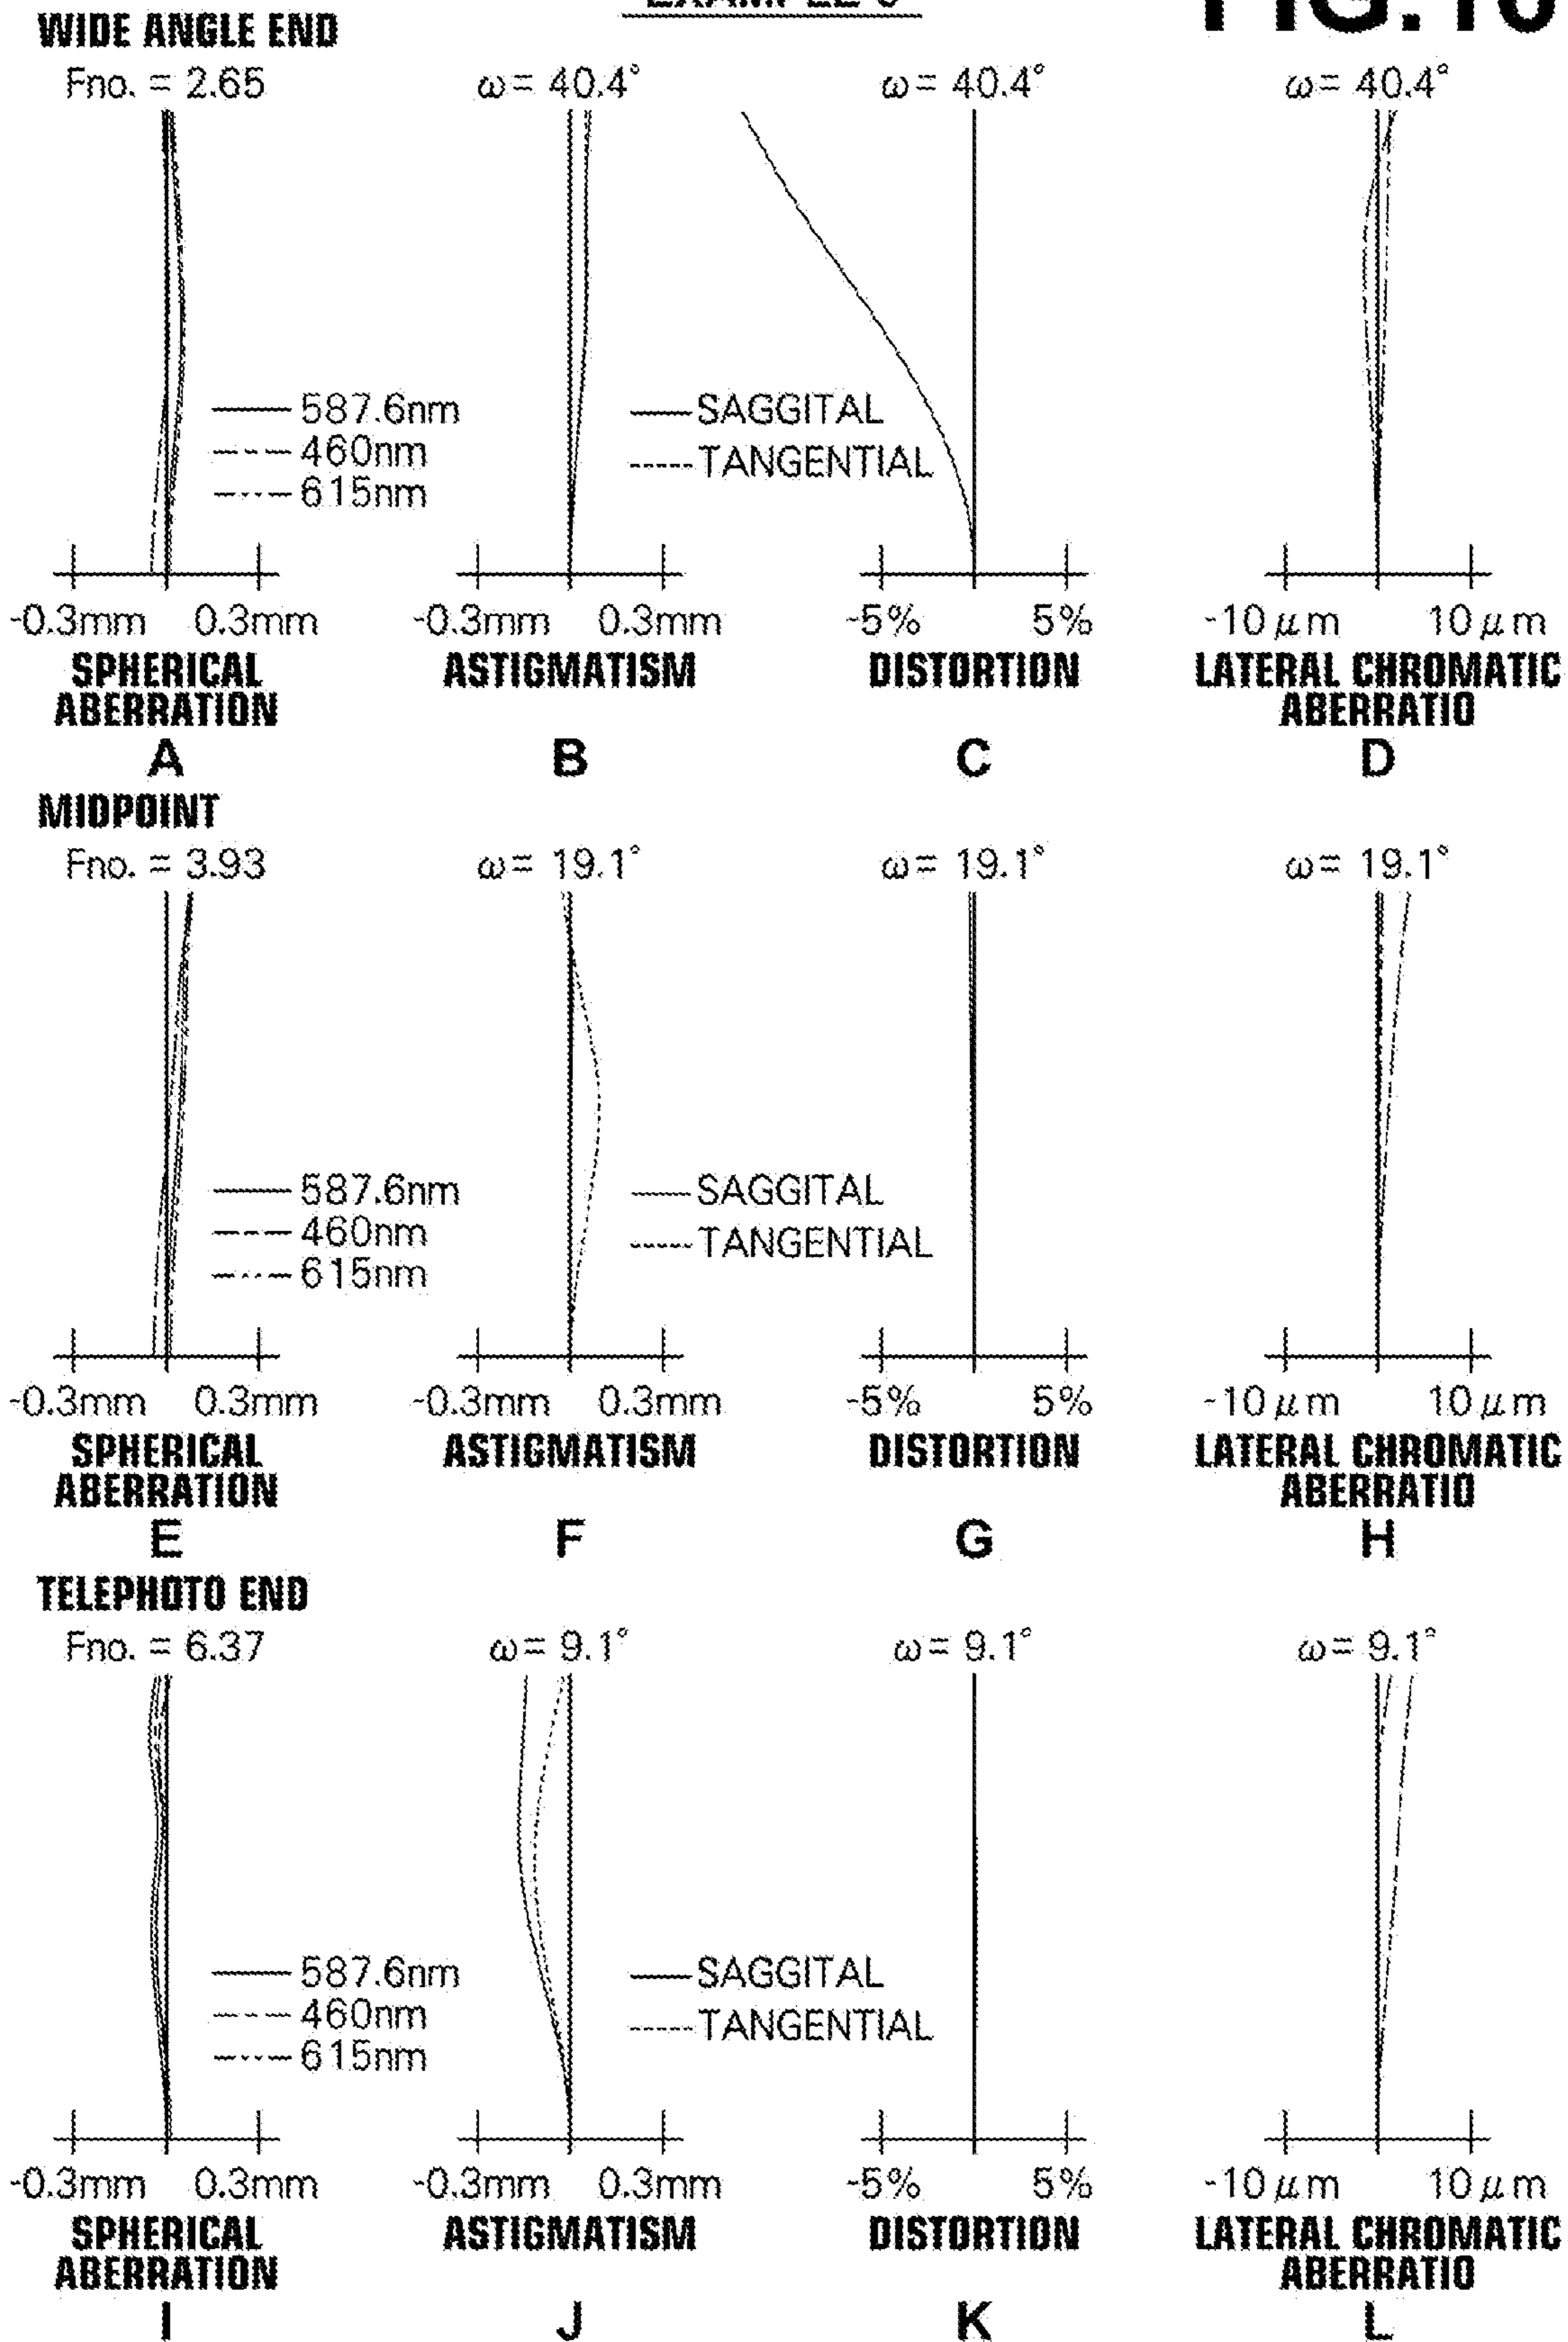 WIDE ANGLE END
Fno. = 2.65
ω= 40.4°
ω= 40.4°
ω= 40.4°
587.6nm
460nm
615nm
SAGGITAL
TANGENTIAL
-0.3mm 0.3mm
-0.3mm 0.3mm
-5% 5%
-10μm 10μm
SPHERICAL
ABERRATION
ASTIGMATISM
DISTORTION
LATERAL CHROMATIC
ABERRATIO
A
B
C
D
MIDPOINT
Fno. = 3.93
ω= 19.1°
ω= 19.1°
ω= 19.1°
587.6nm
460nm
615nm
SAGGITAL
TANGENTIAL
-0.3mm 0.3mm
-0.3mm 0.3mm
-5% 5%
-10μm 10μm
SPHERICAL
ABERRATION
ASTIGMATISM
DISTORTION
LATERAL CHROMATIC
ABERRATIO
E
F
G
H
TELEPHOTO END
Fno. = 6.37
ω= 9.1°
ω= 9.1°
ω= 9.1°
587.6nm
460nm
615nm
SAGGITAL
TANGENTIAL
-0.3mm 0.3mm
-0.3mm 0.3mm
-5% 5%
-10μm 10μm
SPHERICAL
ABERRATION
ASTIGMATISM
DISTORTION
LATERAL CHROMATIC
ABERRATIO
I
J
K
L